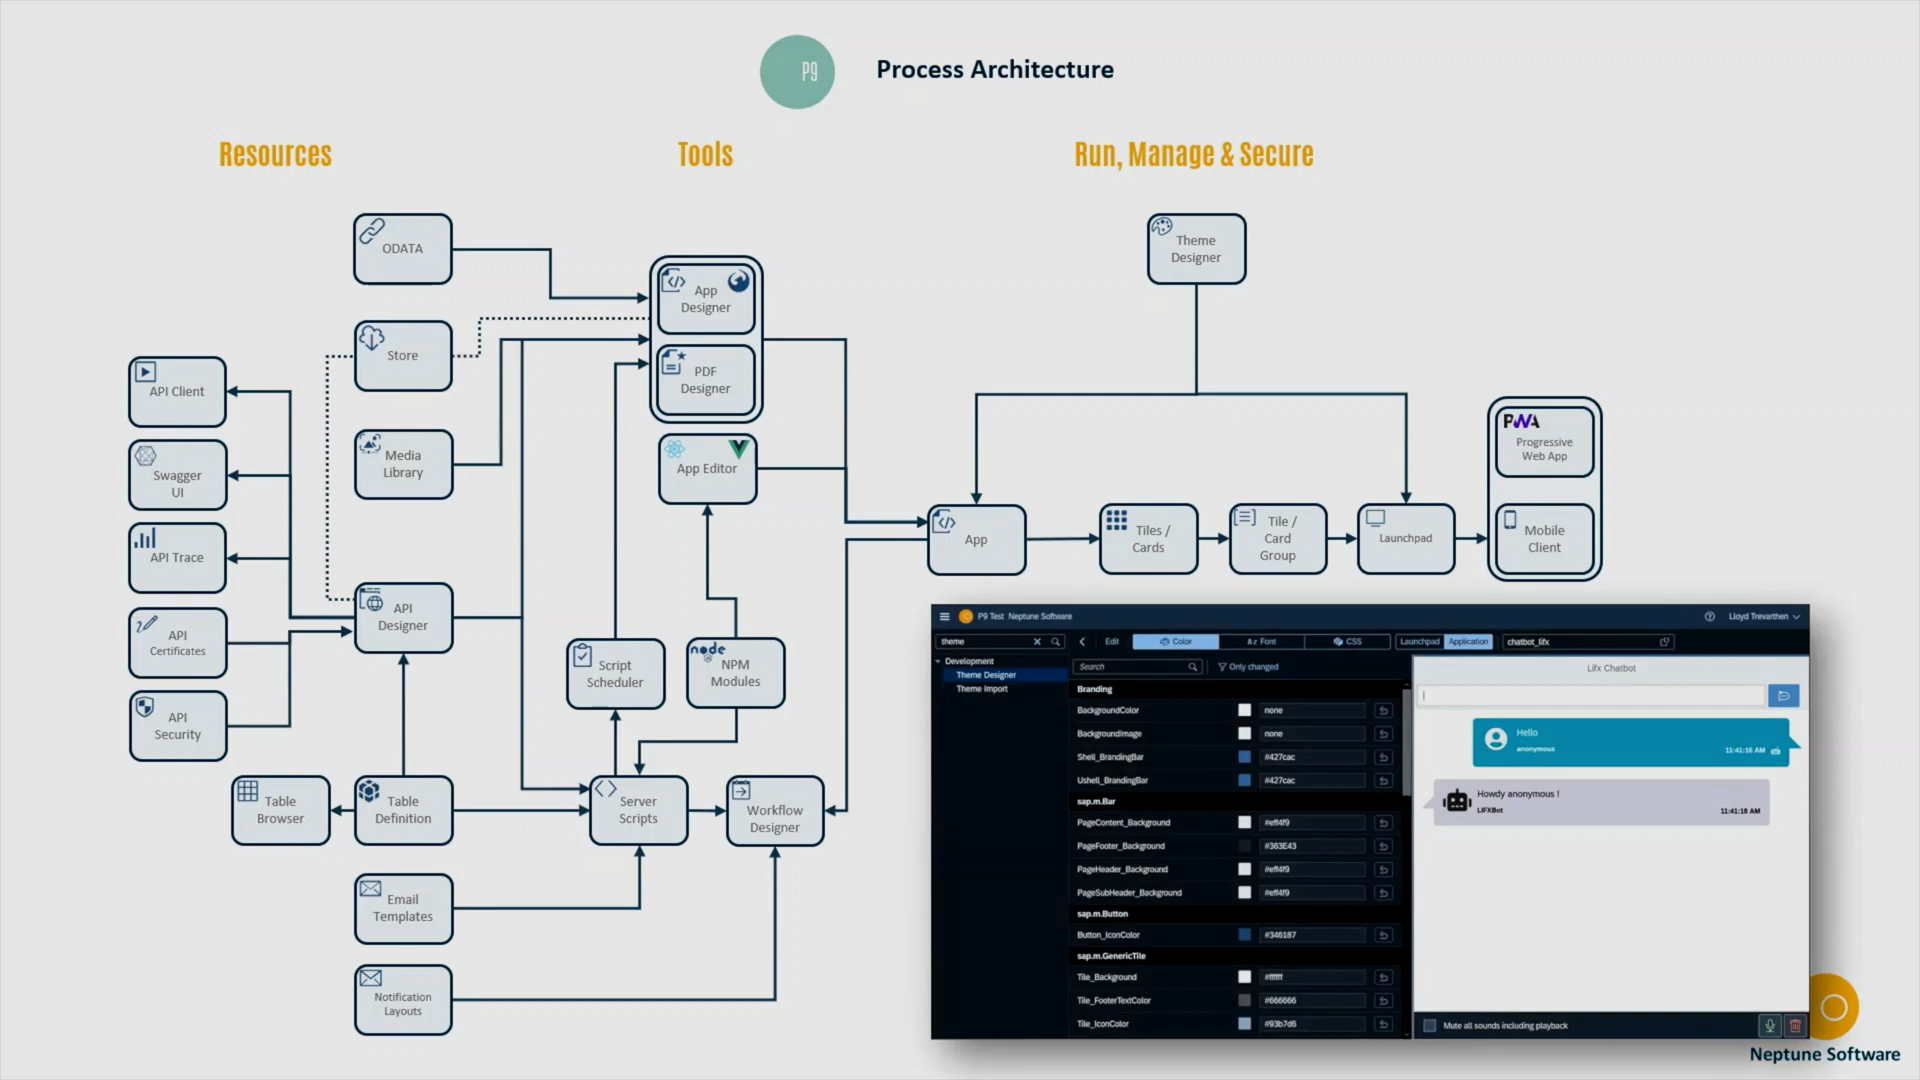 P9
Process Architecture
Resources
Tools
Run, Manage & Secure
ODATA
Store
Media
Library
API Client
Swagger
UI
API Trace
API
Certificates
API
Security
API
Designer
Table
Browser
Table
Definition
Email
Templates
Notification
Layouts
App
Designer
PDF
Designer
App Editor
Script
Scheduler
node
NPM
Modules
Server
Scripts
Workflow
Designer
Theme
Designer
App
Tiles /
Cards
Tile /
Card
Group
Launchpad
PWA
Progressive
Web App
Mobile
Client
P9 Test Neptune Software
Lloyd Trevarthen
theme
Edit
Color
Az Font
CSS
Launchpad
Application
chatbot_lifx
Development
Theme Designer
Theme Import
Search
Only changed
Branding
BackgroundColor none
BackgroundImage none
Shell_BrandingBar #427cac
Ushell_BrandingBar #427cac
sap.m.Bar
PageContent_Background #eff4f9
PageFooter_Background #363E43
PageHeader_Background #eff4f9
PageSubHeader_Background #eff4f9
sap.m.Button
Button_IconColor #346187
sap.m.GenericTile
Tile_Background #ffffff
Tile_FooterTextColor #666666
Tile_IconColor #93b7d6
Lifx Chatbot
Hello
anonymous
11:41:16 AM
Howdy anonymous !
LIFXBot
11:41:18 AM
Mute all sounds including playback
Neptune Software